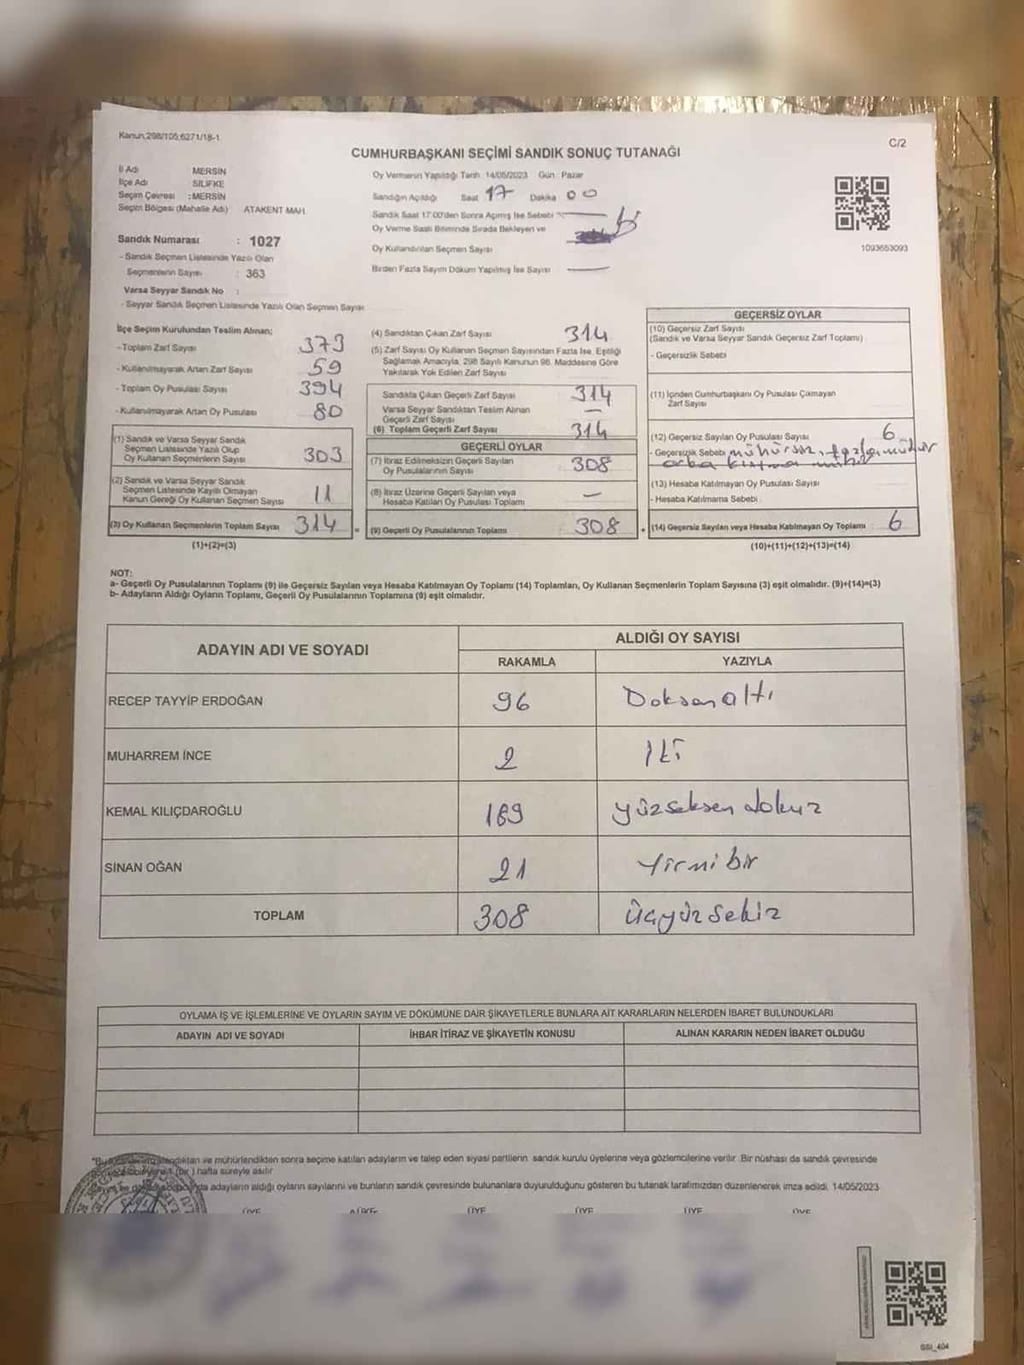 Kanun:298/105;6271/18-1
C/2
CUMHURBAŞKANI SEÇİMİ SANDIK SONUÇ TUTANAĞI
İl Adı MERSİN
İlçe Adı SİLİFKE
Seçim Çevresi : MERSİN
Seçim Bölgesi (Mahalle Adı) ATAKENT MAH.
Sandık Numarası : 1027
- Sandık Seçmen Listesinde Yazılı Olan
Seçmenlerin Sayısı : 363
Varsa Seyyar Sandık No :
- Seyyar Sandık Seçmen Listesinde Yazılı Olan Seçmen Sayısı
Oy Vermenin Yapıldığı Tarih 14/05/2023 Gün: Pazar
Sandığın Açıldığı Saat 17 Dakika 00
Sandık Saat 17:00'den Sonra Açılmış İse Sebebi
Oy Verme Saati Bitiminde Sırada Bekleyen ve
Oy Kullandırılan Seçmen Sayısı
Birden Fazla Sayım Döküm Yapılmış İse Sayısı
1093653093
İlçe Seçim Kurulundan Teslim Alınan;
- Toplam Zarf Sayısı 373
- Kullanılmayarak Artan Zarf Sayısı 59
- Toplam Oy Pusulası Sayısı 394
- Kullanılmayarak Artan Oy Pusulası 80
(1) Sandık ve Varsa Seyyar Sandık
Seçmen Listesinde Yazılı Olup
Oy Kullanan Seçmenlerin Sayısı 303
(2) Sandık ve Varsa Seyyar Sandık
Seçmen Listesinde Kayıtlı Olmayan
Kanun Gereği Oy Kullanan Seçmen Sayısı 11
(3) Oy Kullanan Seçmenlerin Toplam Sayısı 314
(1)+(2)=(3)
(4) Sandıktan Çıkan Zarf Sayısı 314
(5) Zarf Sayısı Oy Kullanan Seçmen Sayısından Fazla İse, Eşitliği
Sağlamak Amacıyla, 298 Sayılı Kanunun 98. Maddesine Göre
Yakılarak Yok Edilen Zarf Sayısı
Sandıkta Çıkan Geçerli Zarf Sayısı 314
Varsa Seyyar Sandıktan Teslim Alınan
Geçerli Zarf Sayısı —
(6) Toplam Geçerli Zarf Sayısı 314
GEÇERLİ OYLAR
(7) İtiraz Edilmeksizin Geçerli Sayılan
Oy Pusulalarının Sayısı 308
(8) İtiraz Üzerine Geçerli Sayılan veya
Hesaba Katılan Oy Pusulası Toplamı —
(9) Geçerli Oy Pusulalarının Toplamı 308
GEÇERSİZ OYLAR
(10) Geçersiz Zarf Sayısı
(Sandık ve Varsa Seyyar Sandık Geçersiz Zarf Toplamı)
- Geçersizlik Sebebi
(11) İçinden Cumhurbaşkanı Oy Pusulası Çıkmayan
Zarf Sayısı
(12) Geçersiz Sayılan Oy Pusulası Sayısı 6
- Geçersizlik Sebebi mühürsüz, fazla mühür
(13) Hesaba Katılmayan Oy Pusulası Sayısı
- Hesaba Katılmama Sebebi
(14) Geçersiz Sayılan veya Hesaba Katılmayan Oy Toplamı 6
(10)+(11)+(12)+(13)=(14)
NOT:
a- Geçerli Oy Pusulalarının Toplamı (9) ile Geçersiz Sayılan veya Hesaba Katılmayan Oy Toplamı (14) Toplamları, Oy Kullanan Seçmenlerin Toplam Sayısına (3) eşit olmalıdır. (9)+(14)=(3)
b- Adayların Aldığı Oyların Toplamı, Geçerli Oy Pusulalarının Toplamına (9) eşit olmalıdır.
ADAYIN ADI VE SOYADI
ALDIĞI OY SAYISI
RAKAMLA YAZIYLA
RECEP TAYYİP ERDOĞAN 96 Doksanaltı
MUHARREM İNCE 2 İki
KEMAL KILIÇDAROĞLU 189 yüzseksendokuz
SİNAN OĞAN 21 Yirmibir
TOPLAM 308 üçyüzsekiz
OYLAMA İŞ VE İŞLEMLERİNE VE OYLARIN SAYIM VE DÖKÜMÜNE DAİR ŞİKAYETLERLE BUNLARA AİT KARARLARIN NELERDEN İBARET BULUNDUKLARI
ADAYIN ADI VE SOYADI İHBAR İTİRAZ VE ŞİKAYETİN KONUSU ALINAN KARARIN NEDEN İBARET OLDUĞU
ve mühürlendikten sonra seçime katılan adayların ve talep eden siyasi partilerin sandık kurulu üyelerine veya gözlemcilerine verilir. Bir nüshası da sandık çevresinde
1 (bir) hafta süreyle asılır
adayların aldığı oyların sayılarını ve bunların sandık çevresinde bulunanlara duyurulduğunu gösteren bu tutanak tarafımızdan düzenlenerek imza edildi. 14/05/2023
ÜYE ÜYE ÜYE ÜYE ÜYE